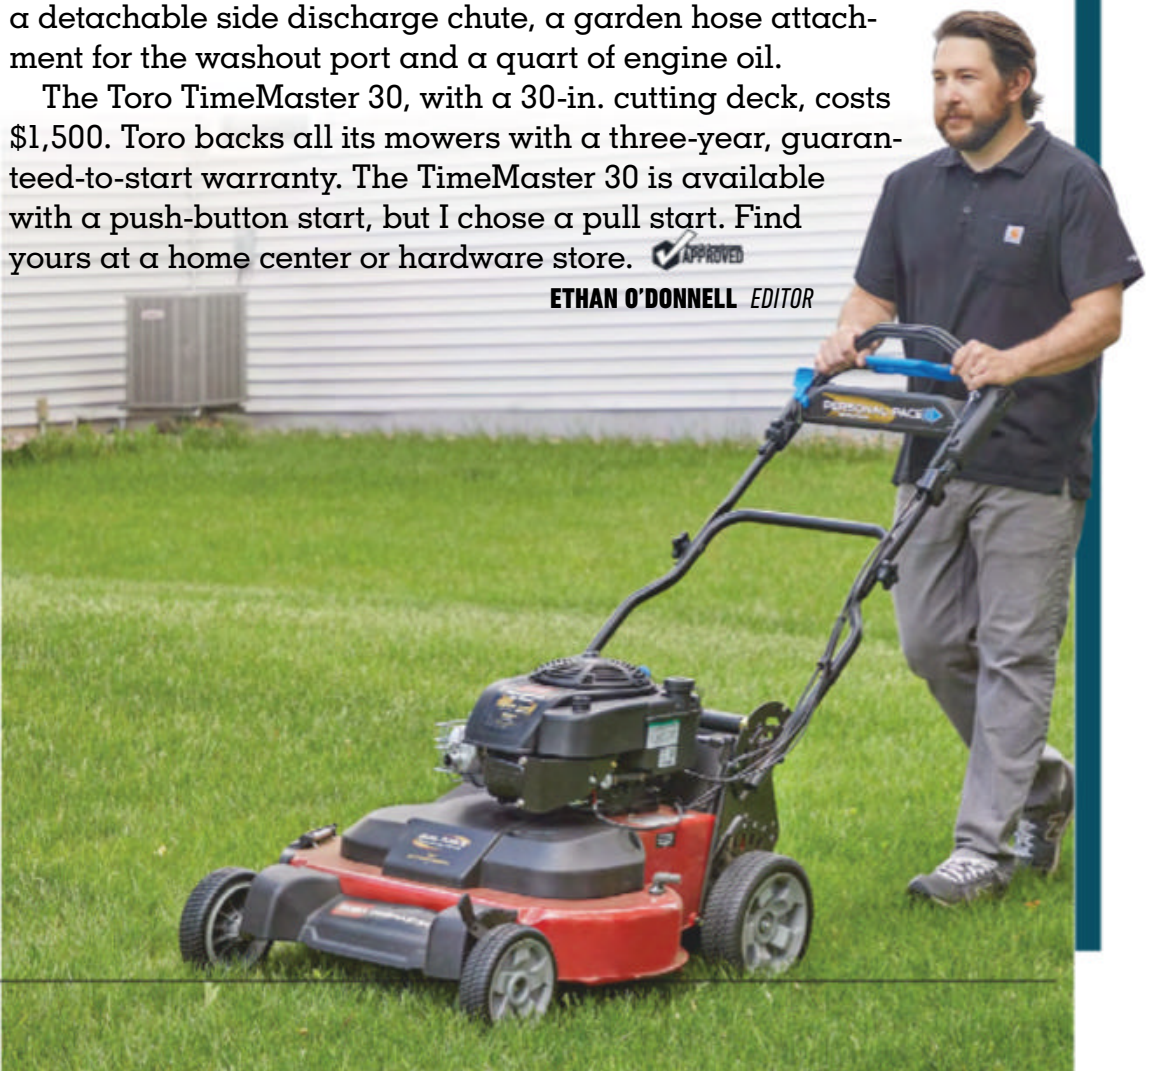 a detachable side discharge chute, a garden hose attach-
ment for the washout port and a quart of engine oil.
The Toro TimeMaster 30, with a 30-in. cutting deck, costs
$1,500. Toro backs all its mowers with a three-year, guaran-
teed-to-start warranty. The TimeMaster 30 is available
with a push-button start, but I chose a pull start. Find
yours at a home center or hardware store.
APPROVED
ETHAN O'DONNELL EDITOR
PERSONAL PACE